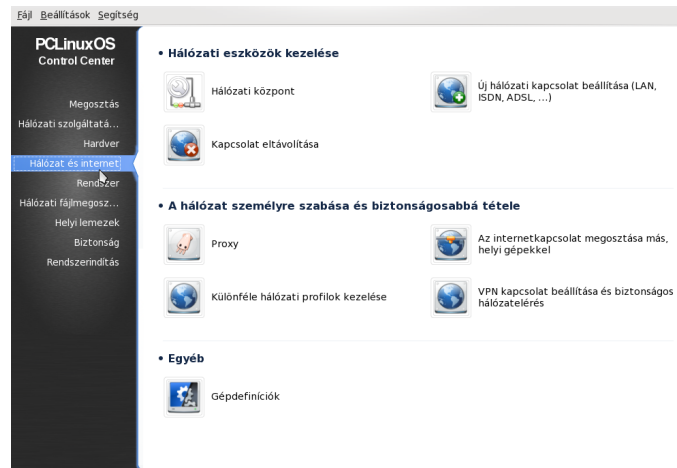 Fájl Beállítások Segítség
PCLinuxOS
Control Center
Megosztás
Hálózati szolgáltatá...
Hardver
Hálózat és internet
Rendszer
Hálózati fájlmegosz...
Helyi lemezek
Biztonság
Rendszerindítás
• Hálózati eszközök kezelése
Hálózati központ
Új hálózati kapcsolat beállítása (LAN,
ISDN, ADSL, ...)
Kapcsolat eltávolítása
• A hálózat személyre szabása és biztonságosabbá tétele
Proxy
Az internetkapcsolat megosztása más,
helyi gépekkel
Különféle hálózati profilok kezelése
VPN kapcsolat beállítása és biztonságos
hálózatelérés
• Egyéb
Gépdefiníciók